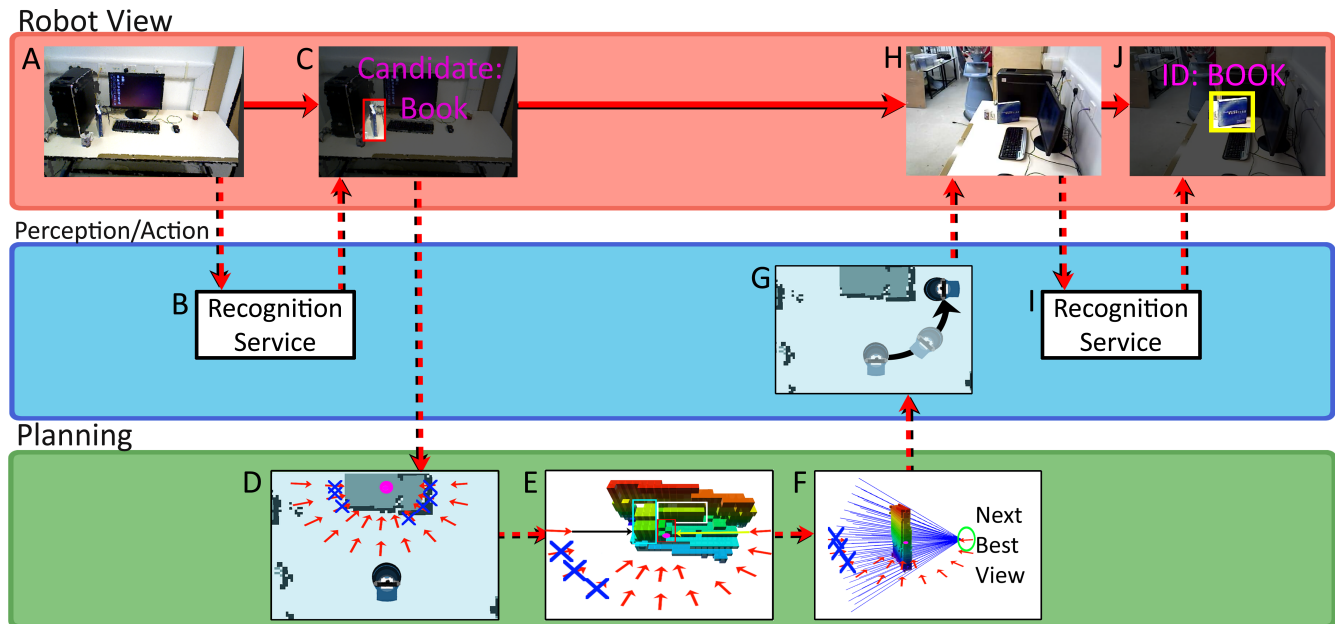 Robot View
A
C
Candidate:
Book
H
J
ID: BOOK
Perception/Action
B
Recognition
Service
G
I
Recognition
Service
Planning
D
E
F
Next
Best
View